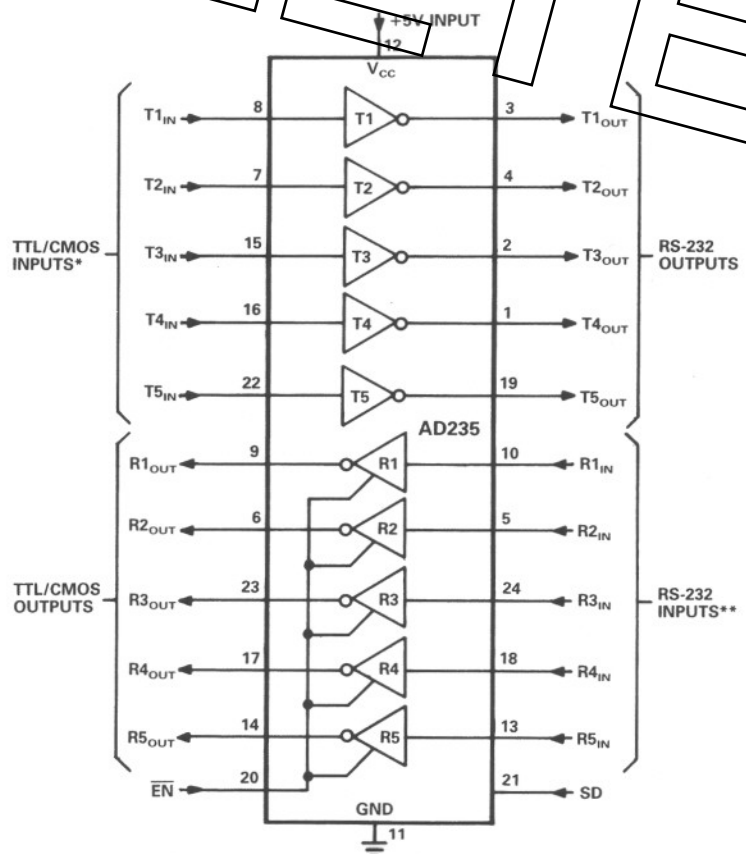 +5V INPUT
12
VCC
T1IN 8 T1 3 T1OUT
T2IN 7 T2 4 T2OUT
TTL/CMOS
INPUTS*
T3IN 15 T3 2 T3OUT
RS-232
OUTPUTS
T4IN 16 T4 1 T4OUT
T5IN 22 T5 19 T5OUT
AD235
R1OUT 9 R1 10 R1IN
R2OUT 6 R2 5 R2IN
TTL/CMOS
OUTPUTS
R3OUT 23 R3 24 R3IN
RS-232
INPUTS**
R4OUT 17 R4 18 R4IN
R5OUT 14 R5 13 R5IN
E̅N̅ 20 21 SD
GND
11